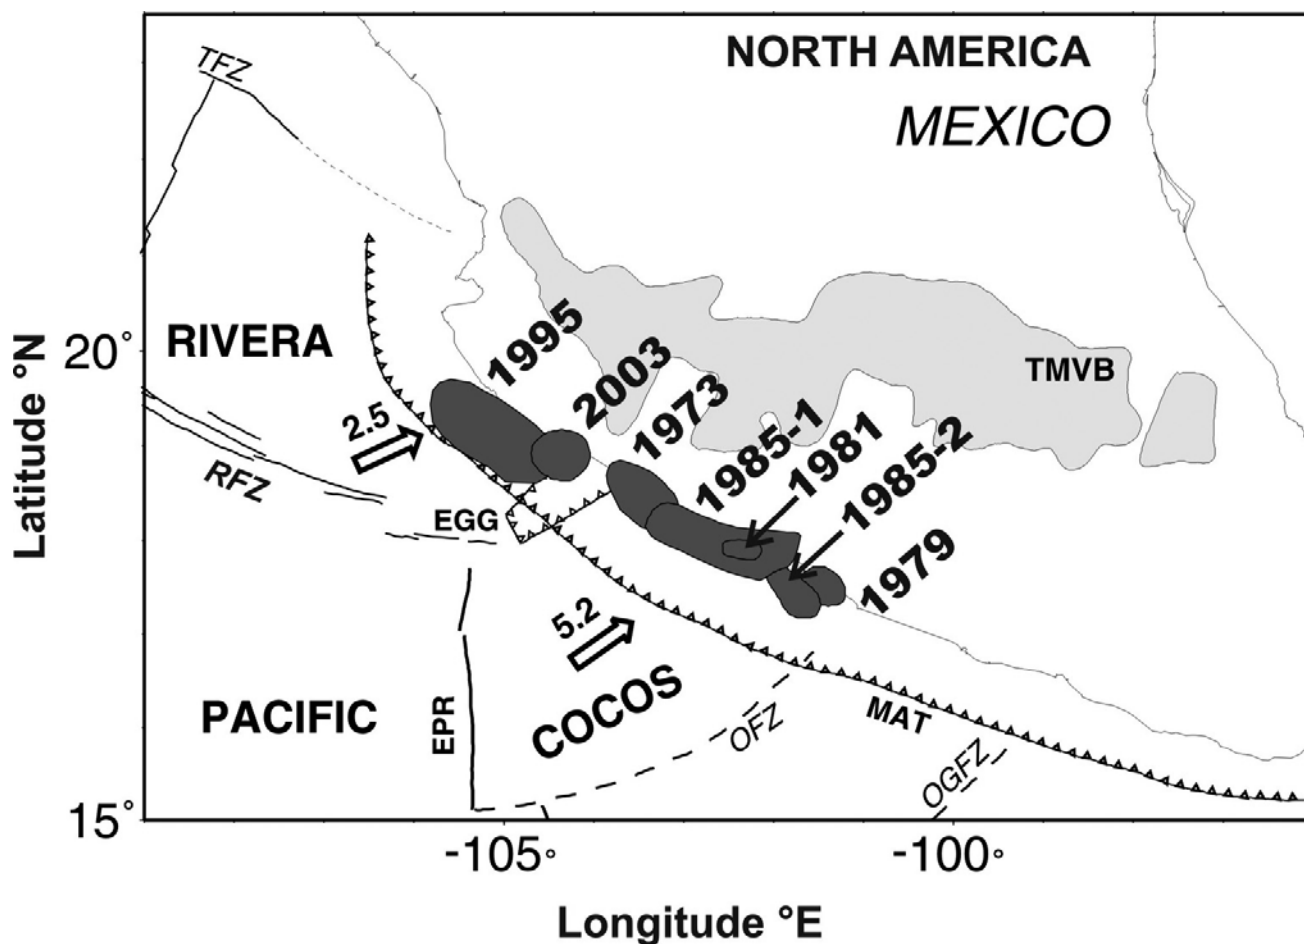 NORTH AMERICA
MEXICO
TFZ
RIVERA
20°
1995
2003
1973
1985-1
1981
1985-2
1979
TMVB
2.5
RFZ
EGG
5.2
COCOS
PACIFIC
EPR
OFZ
MAT
OGFZ
15°
-105°
-100°
Latitude °N
Longitude °E